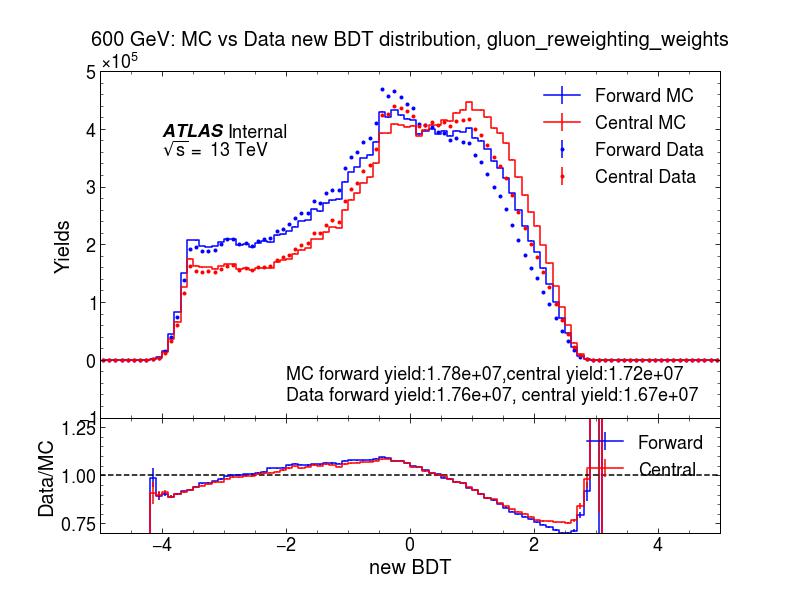 600 GeV: MC vs Data new BDT distribution, gluon_reweighting_weights
×10⁵
5
4
3
2
1
0
−1
Yields
ATLAS Internal
√s = 13 TeV
Forward MC
Central MC
Forward Data
Central Data
MC forward yield:1.78e+07,central yield:1.72e+07
Data forward yield:1.76e+07, central yield:1.67e+07
1.25
1.00
0.75
Data/MC
Forward
Central
−4 −2 0 2 4
new BDT